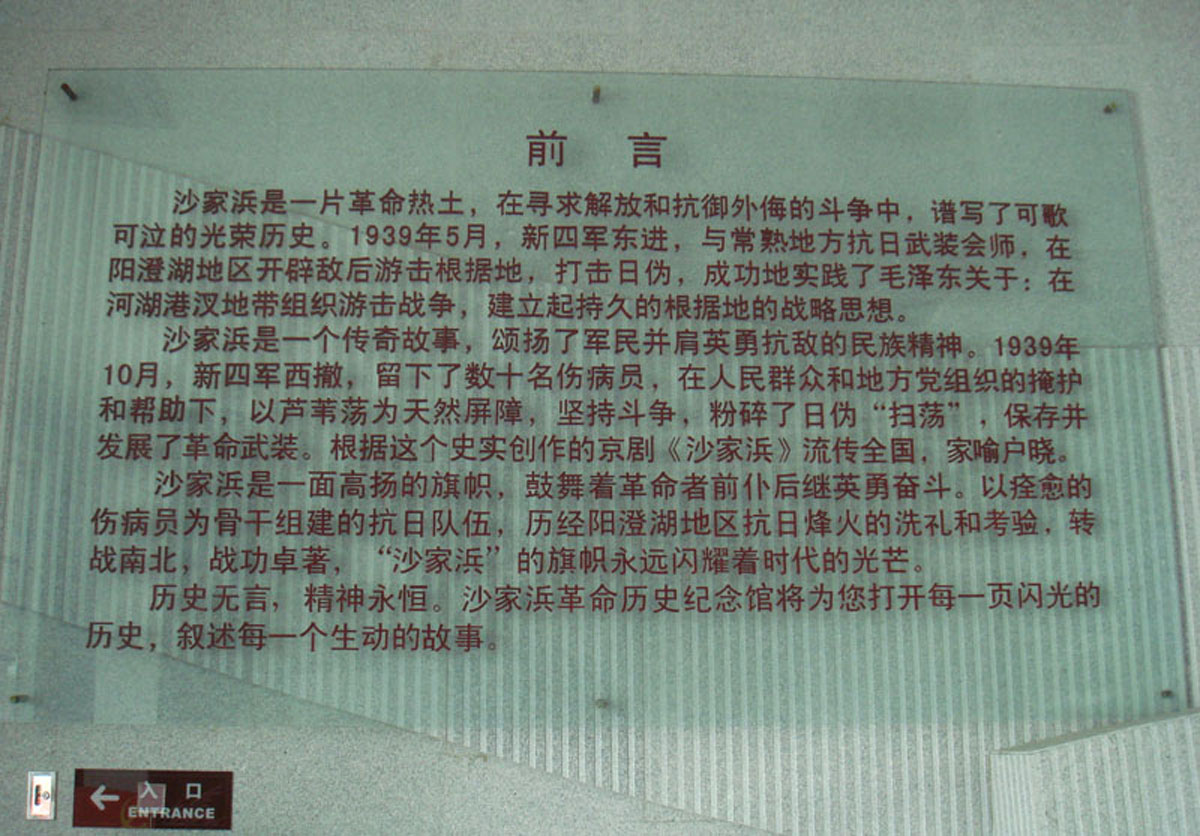 前 言
沙家浜是一片革命热土，在寻求解放和抗御外侮的斗争中，谱写了可歌
可泣的光荣历史。1939年5月，新四军东进，与常熟地方抗日武装会师，在
阳澄湖地区开辟敌后游击根据地，打击日伪，成功地实践了毛泽东关于：在
河湖港汊地带组织游击战争，建立起持久的根据地的战略思想。
沙家浜是一个传奇故事，颂扬了军民并肩英勇抗敌的民族精神。1939年
10月，新四军西撤，留下了数十名伤病员，在人民群众和地方党组织的掩护
和帮助下，以芦苇荡为天然屏障，坚持斗争，粉碎了日伪“扫荡”，保存并
发展了革命武装。根据这个史实创作的京剧《沙家浜》流传全国，家喻户晓。
沙家浜是一面高扬的旗帜，鼓舞着革命者前仆后继英勇奋斗。以痊愈的
伤病员为骨干组建的抗日队伍，历经阳澄湖地区抗日烽火的洗礼和考验，转
战南北，战功卓著，“沙家浜”的旗帜永远闪耀着时代的光芒。
历史无言，精神永恒。沙家浜革命历史纪念馆将为您打开每一页闪光的
历史，叙述每一个生动的故事。
入口
ENTRANCE